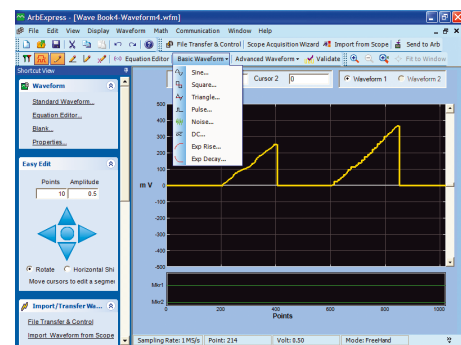 ArbExpress - [Wave Book4-Waveform4.wfm]
File Edit View Display Waveform Math Communication Window Help
File Transfer & Control Scope Acquisition Wizard Import from Scope Send to Arb
Equation Editor Basic Waveform Advanced Waveform Validate Fit to Window
Shortcut View
Waveform
Standard Waveform...
Equation Editor...
Blank...
Properties...
Easy Edit
Points Amplitude
10 0.5
Rotate Horizontal Shi
Move cursors to edit a segmen
Import/Transfer Wa...
File Transfer & Control
Import Waveform from Scope
Sine...
Square...
Triangle...
Pulse...
Noise...
DC...
Exp Rise...
Exp Decay...
Cursor 2 0
Waveform 1 Waveform 2
500
400
300
200
100
m V 0
-100
-200
-300
-400
-500
Mkr1
Mkr2
0 200 400 600 800 1000
Points
Sampling Rate: 1 MS/s Point: 214 Volt: 0.50 Mode: FreeHand